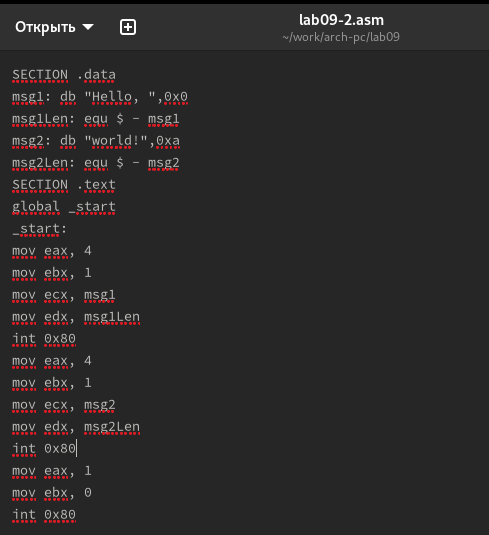 Открыть
lab09-2.asm
~/work/arch-pc/lab09
SECTION .data
msg1: db "Hello, ",0x0
msg1Len: equ $ - msg1
msg2: db "world!",0xa
msg2Len: equ $ - msg2
SECTION .text
global _start
_start:
mov eax, 4
mov ebx, 1
mov ecx, msg1
mov edx, msg1Len
int 0x80
mov eax, 4
mov ebx, 1
mov ecx, msg2
mov edx, msg2Len
int 0x80
mov eax, 1
mov ebx, 0
int 0x80